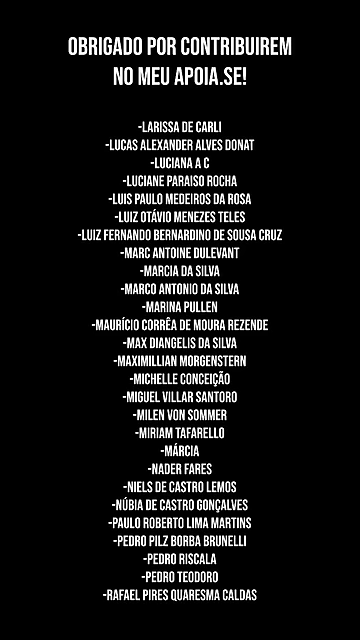 OBRIGADO POR CONTRIBUIREM
NO MEU APOIA.SE!
-LARISSA DE CARLI
-LUCAS ALEXANDER ALVES DONAT
-LUCIANA A C
-LUCIANE PARAISO ROCHA
-LUIS PAULO MEDEIROS DA ROSA
-LUIZ OTÁVIO MENEZES TELES
-LUIZ FERNANDO BERNARDINO DE SOUSA CRUZ
-MARC ANTOINE DULEVANT
-MARCIA DA SILVA
-MARCO ANTONIO DA SILVA
-MARINA PULLEN
-MAURÍCIO CORRÊA DE MOURA REZENDE
-MAX DIANGELIS DA SILVA
-MAXIMILLIAN MORGENSTERN
-MICHELLE CONCEIÇÃO
-MIGUEL VILLAR SANTORO
-MILEN VON SOMMER
-MIRIAM TAFARELLO
-MÁRCIA
-NADER FARES
-NIELS DE CASTRO LEMOS
-NÚBIA DE CASTRO GONÇALVES
-PAULO ROBERTO LIMA MARTINS
-PEDRO PILZ BORBA BRUNELLI
-PEDRO RISCALA
-PEDRO TEODORO
-RAFAEL PIRES QUARESMA CALDAS